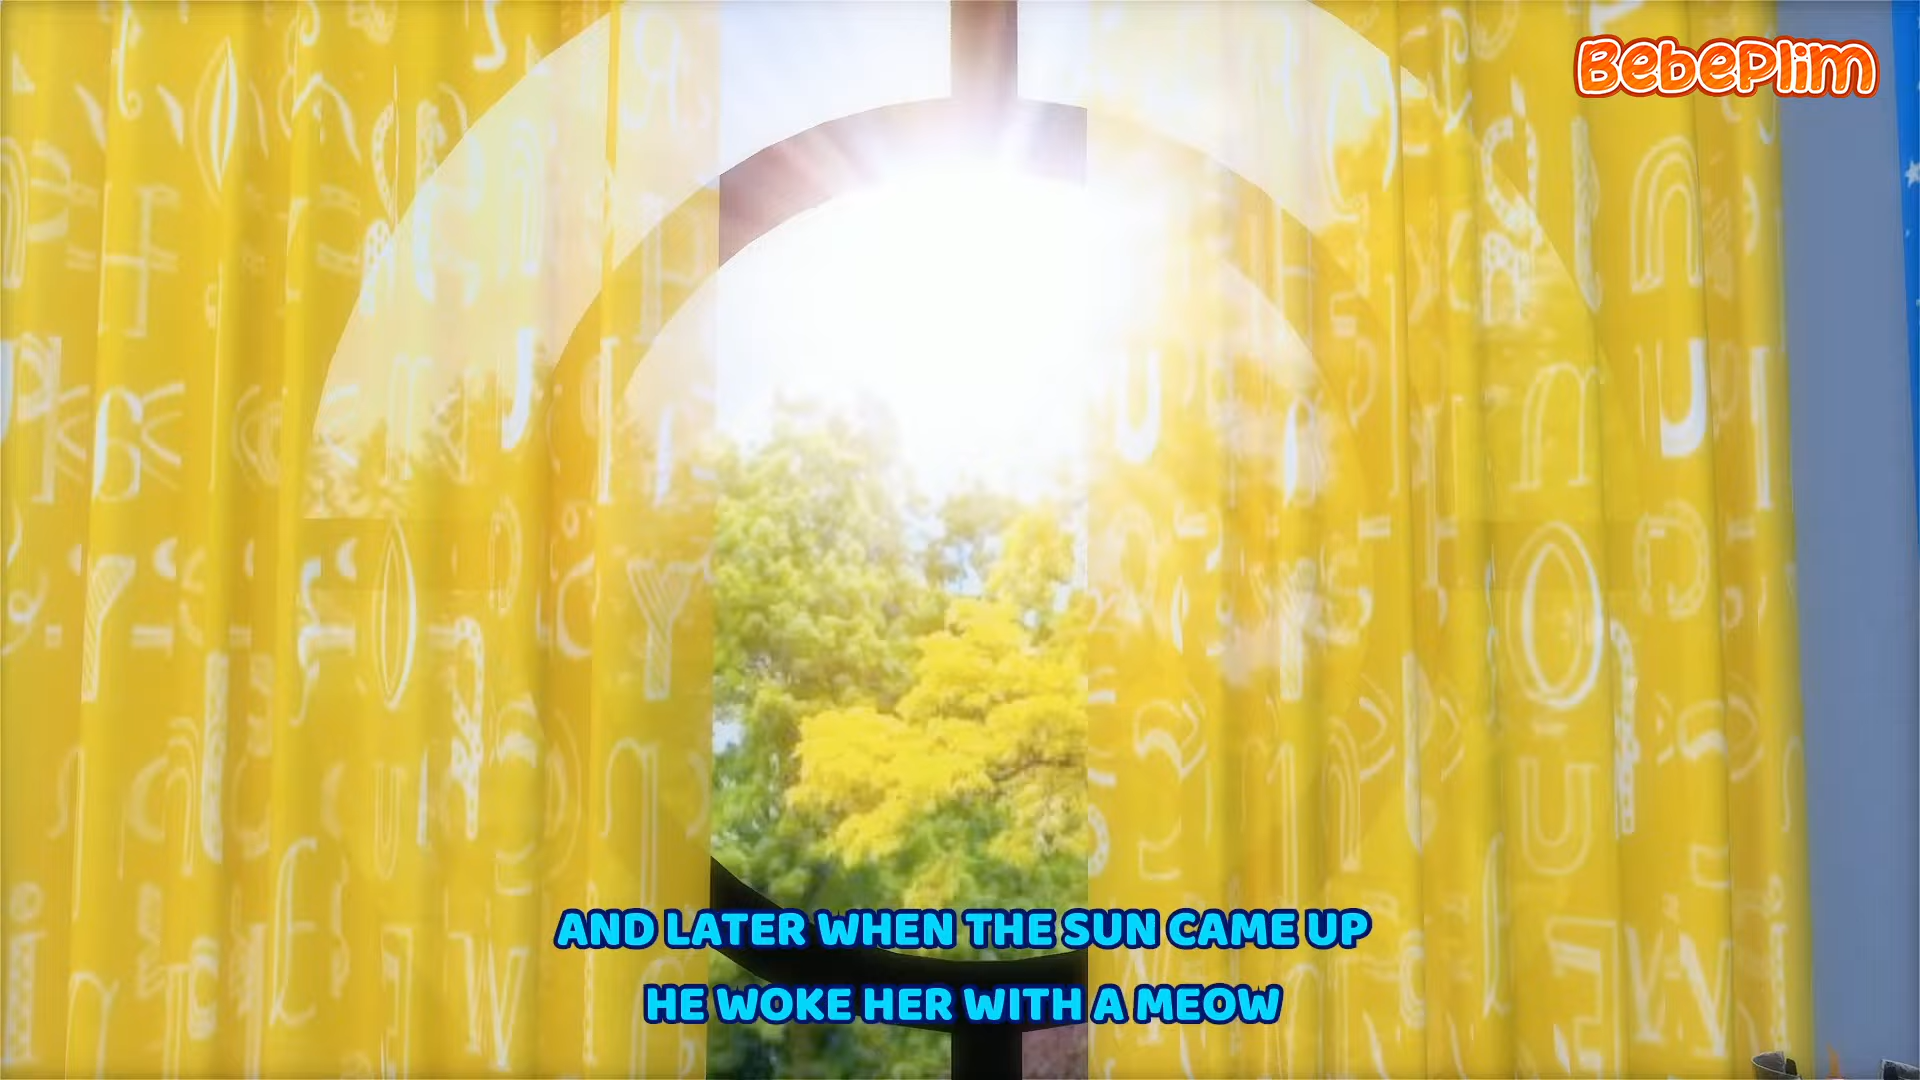 BebePlim
AND LATER WHEN THE SUN CAME UP
HE WOKE HER WITH A MEOW